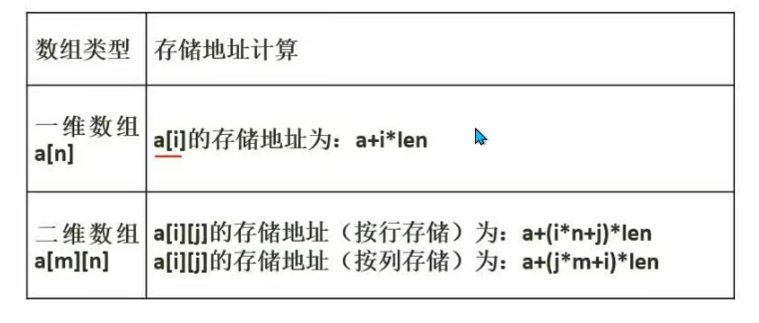 数组类型 存储地址计算
一维数组
a[n]
a[i]的存储地址为：a+i*len
二维数组
a[m][n]
a[i][j]的存储地址（按行存储）为：a+(i*n+j)*len
a[i][j]的存储地址（按列存储）为：a+(j*m+i)*len